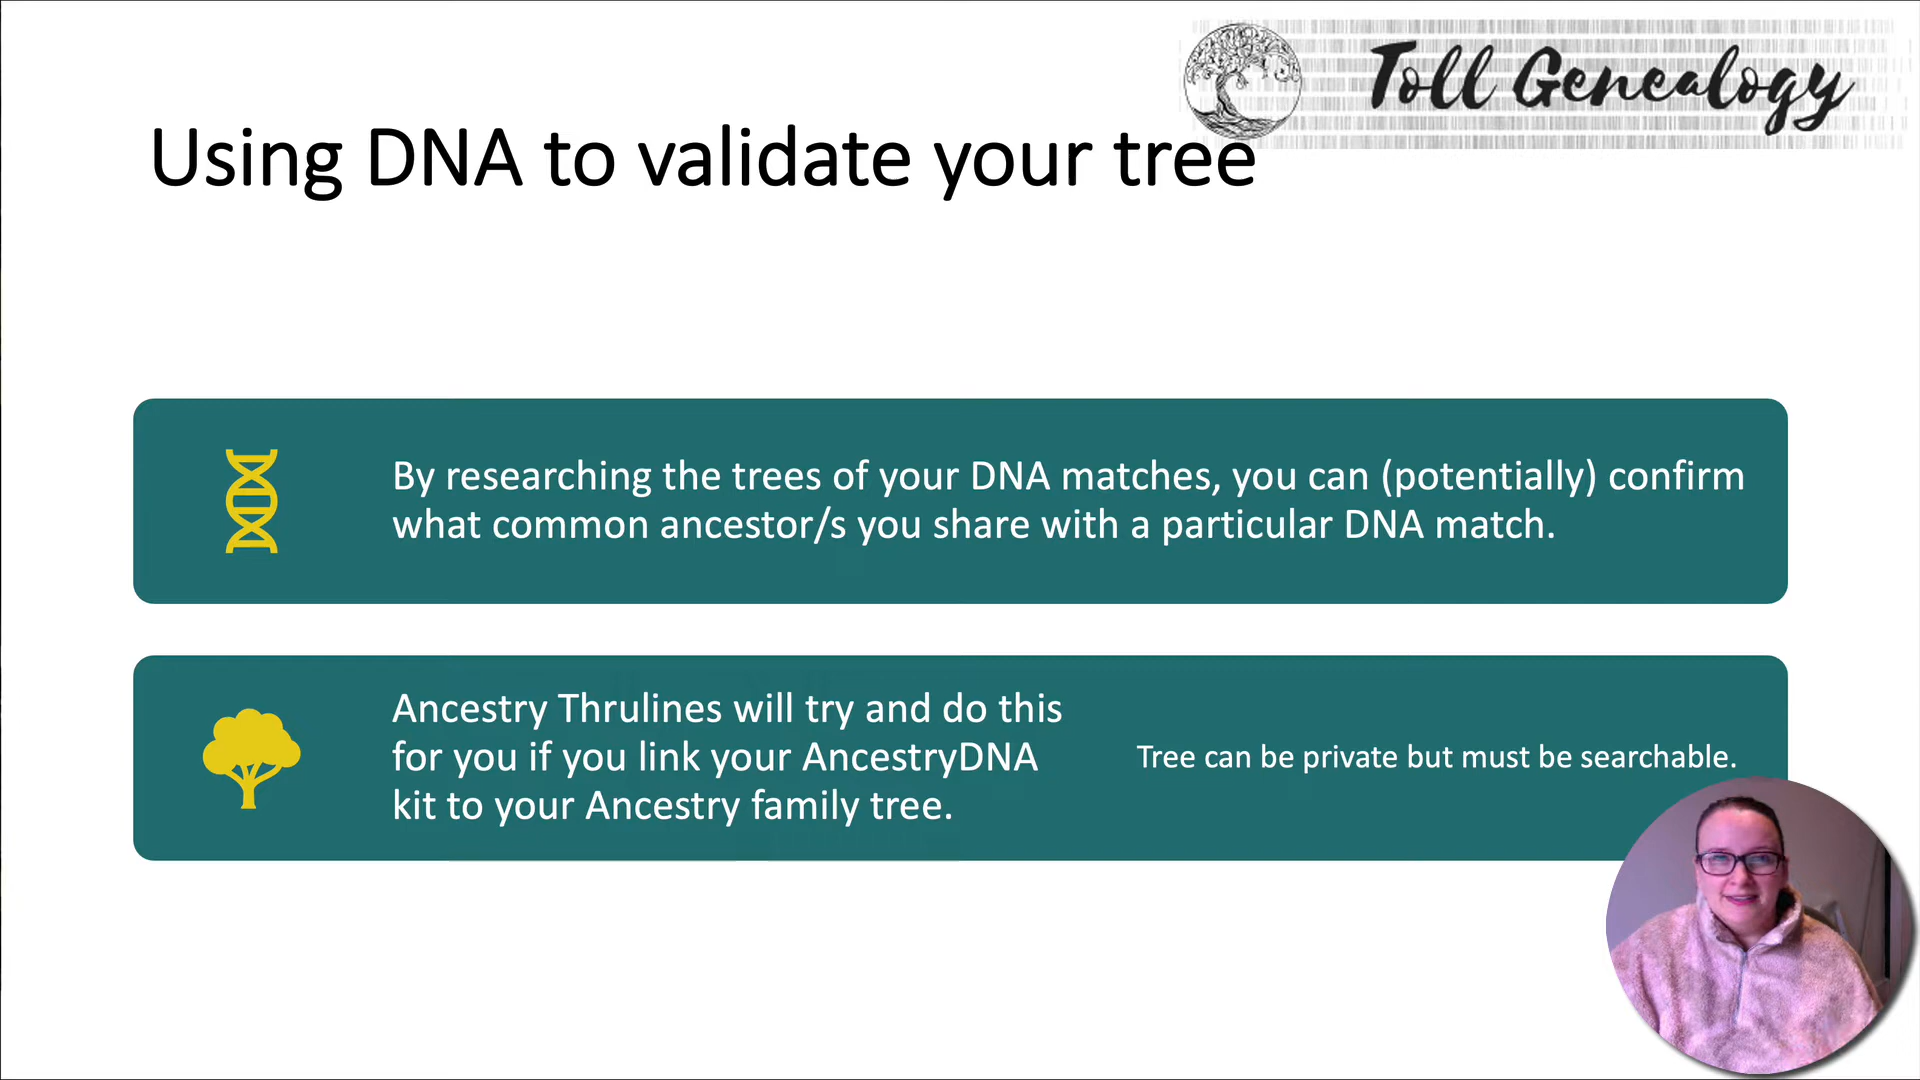 Toll Genealogy
Using DNA to validate your tree
By researching the trees of your DNA matches, you can (potentially) confirm
what common ancestor/s you share with a particular DNA match.
Ancestry Thrulines will try and do this
for you if you link your AncestryDNA
kit to your Ancestry family tree.
Tree can be private but must be searchable.